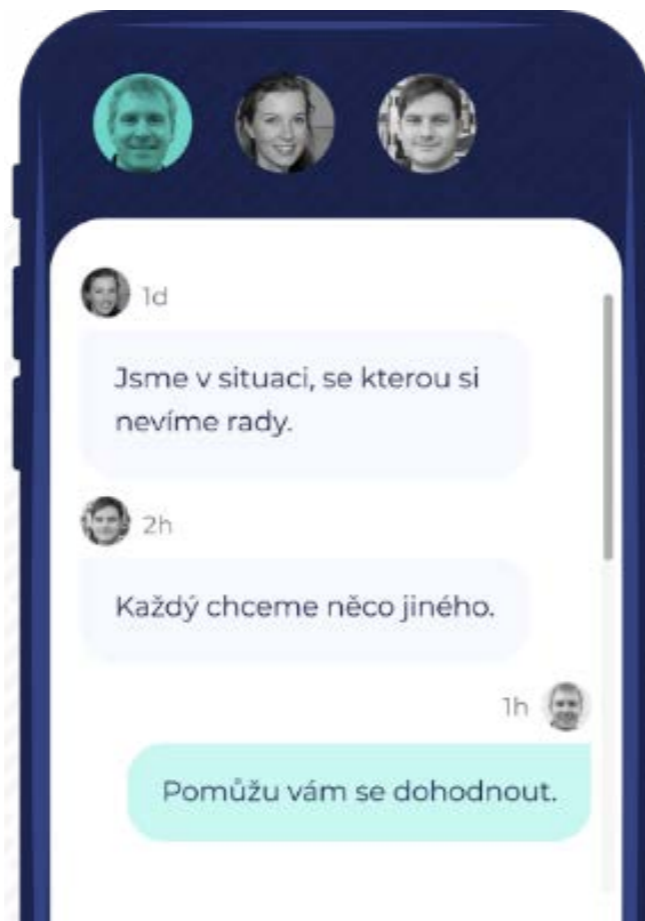 1d
Jsme v situaci, se kterou si
nevíme rady.
2h
Každý chceme něco jiného.
1h
Pomůžu vám se dohodnout.